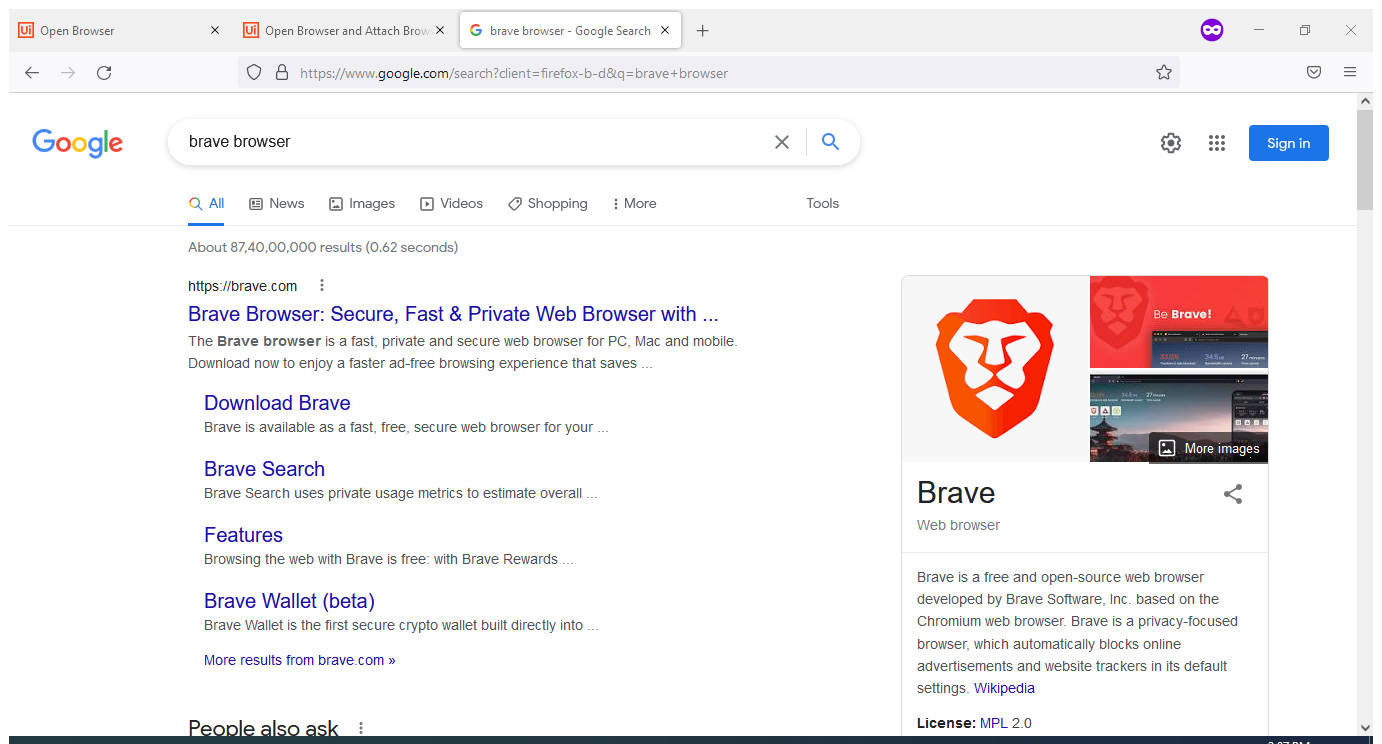 Open Browser
Open Browser and Attach Brow
brave browser - Google Search
https://www.google.com/search?client=firefox-b-d&q=brave+browser
Google
brave browser
Sign in
All
News
Images
Videos
Shopping
More
Tools
About 87,40,00,000 results (0.62 seconds)
https://brave.com
Brave Browser: Secure, Fast & Private Web Browser with ...
The Brave browser is a fast, private and secure web browser for PC, Mac and mobile.
Download now to enjoy a faster ad-free browsing experience that saves ...
Download Brave
Brave is available as a fast, free, secure web browser for your ...
Brave Search
Brave Search uses private usage metrics to estimate overall ...
Features
Browsing the web with Brave is free: with Brave Rewards ...
Brave Wallet (beta)
Brave Wallet is the first secure crypto wallet built directly into ...
More results from brave.com »
People also ask
Be Brave!
More images
Brave
Web browser
Brave is a free and open-source web browser
developed by Brave Software, Inc. based on the
Chromium web browser. Brave is a privacy-focused
browser, which automatically blocks online
advertisements and website trackers in its default
settings. Wikipedia
License: MPL 2.0